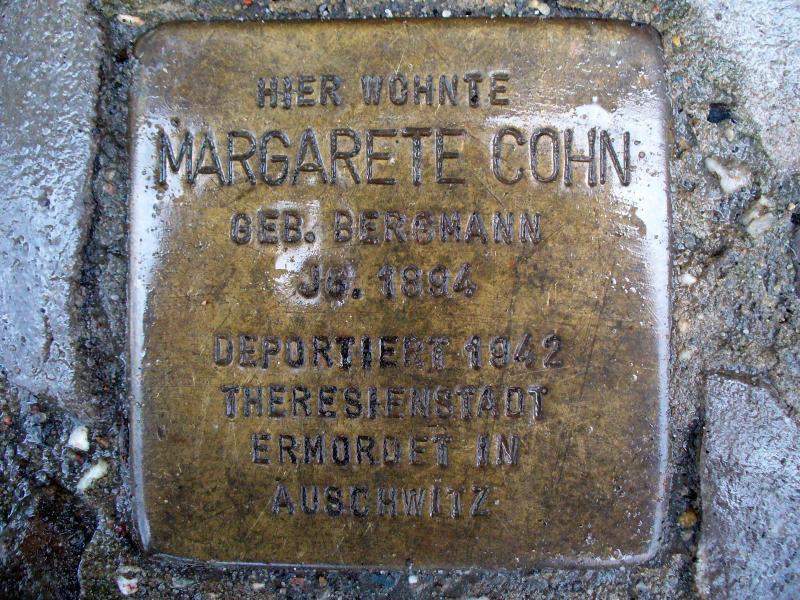 HIER WOHNTE
MARGARETE COHN
GEB. BERGMANN
JG. 1894
DEPORTIERT 1942
THERESIENSTADT
ERMORDET IN
AUSCHWITZ